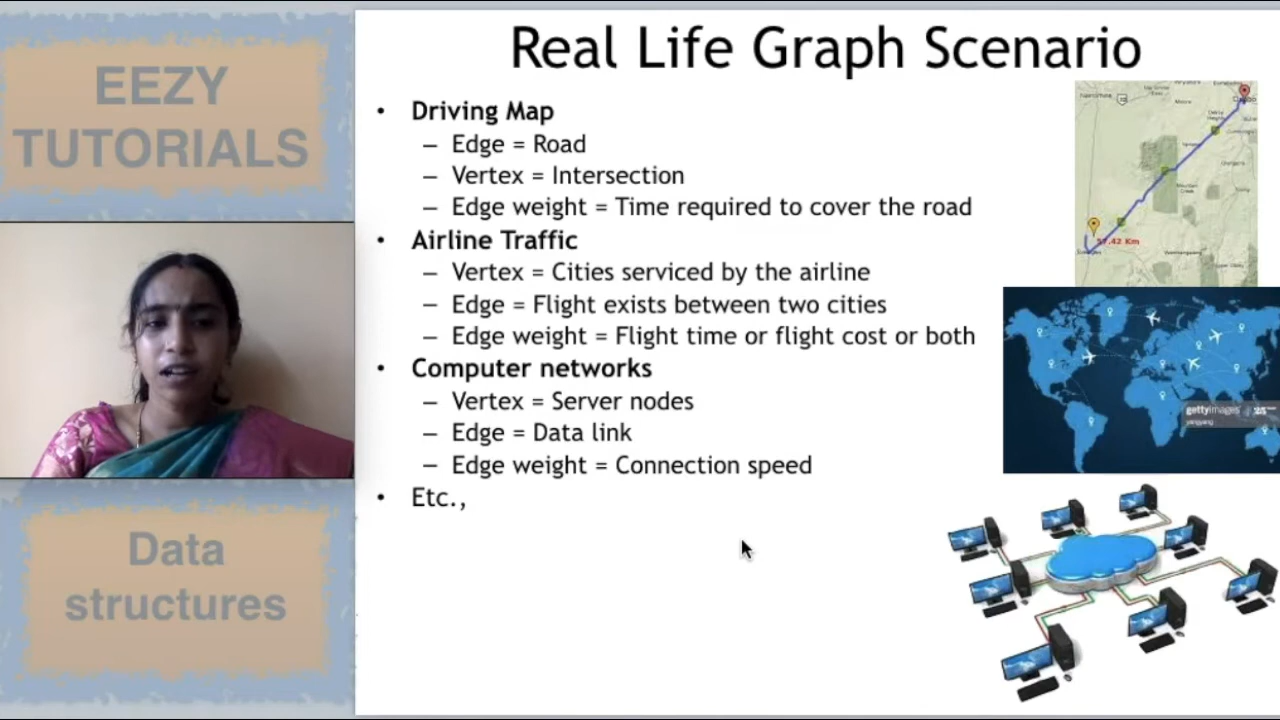 EEZY
TUTORIALS
Data
structures
Real Life Graph Scenario
• Driving Map
– Edge = Road
– Vertex = Intersection
– Edge weight = Time required to cover the road
• Airline Traffic
– Vertex = Cities serviced by the airline
– Edge = Flight exists between two cities
– Edge weight = Flight time or flight cost or both
• Computer networks
– Vertex = Server nodes
– Edge = Data link
– Edge weight = Connection speed
• Etc.,
gettyimages
yangyang